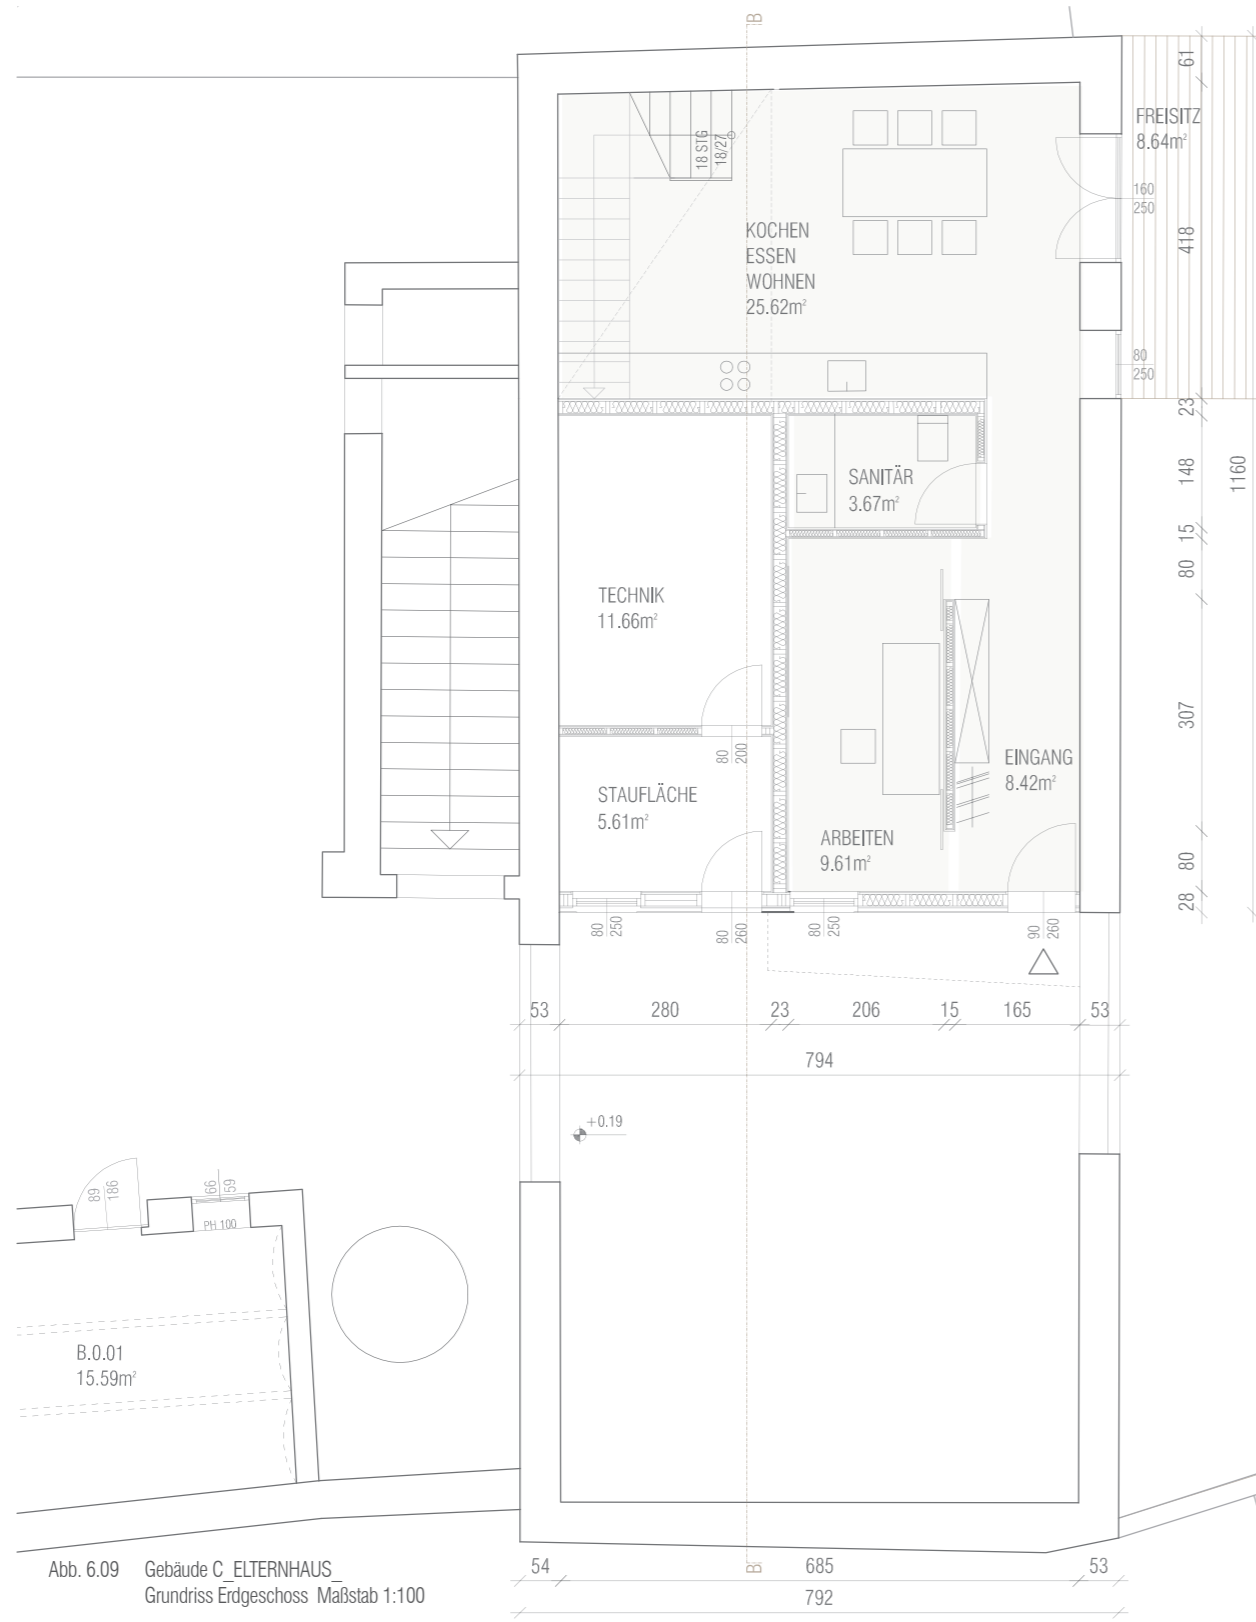 B
61
FREISITZ
8.64m²
18 STG
18/27
160
250
418
KOCHEN
ESSEN
WOHNEN
25.62m²
80
250
23
148
1160
SANITÄR
3.67m²
15
80
TECHNIK
11.66m²
307
80
200
EINGANG
8.42m²
STAUFLÄCHE
5.61m²
ARBEITEN
9.61m²
80
28
80
250
80
260
80
250
90
260
53
280
23
206
15
165
53
794
+0.19
89
186
66
59
PH 100
B.0.01
15.59m²
Abb. 6.09 Gebäude C_ELTERNHAUS_
Grundriss Erdgeschoss Maßstab 1:100
54
B
685
53
792